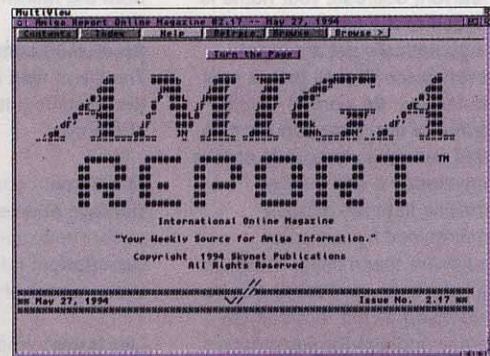 MultiView
Amiga Report Online Magazine #2.17 -- May 27, 1994
Contents Index Help Retrace Browse < Browse >
Turn the Page
AMIGA
REPORT™
International Online Magazine
"Your Weekly Source for Amiga Information."
Copyright 1994 Skynet Publications
All Rights Reserved
May 27, 1994 Issue No. 2.17